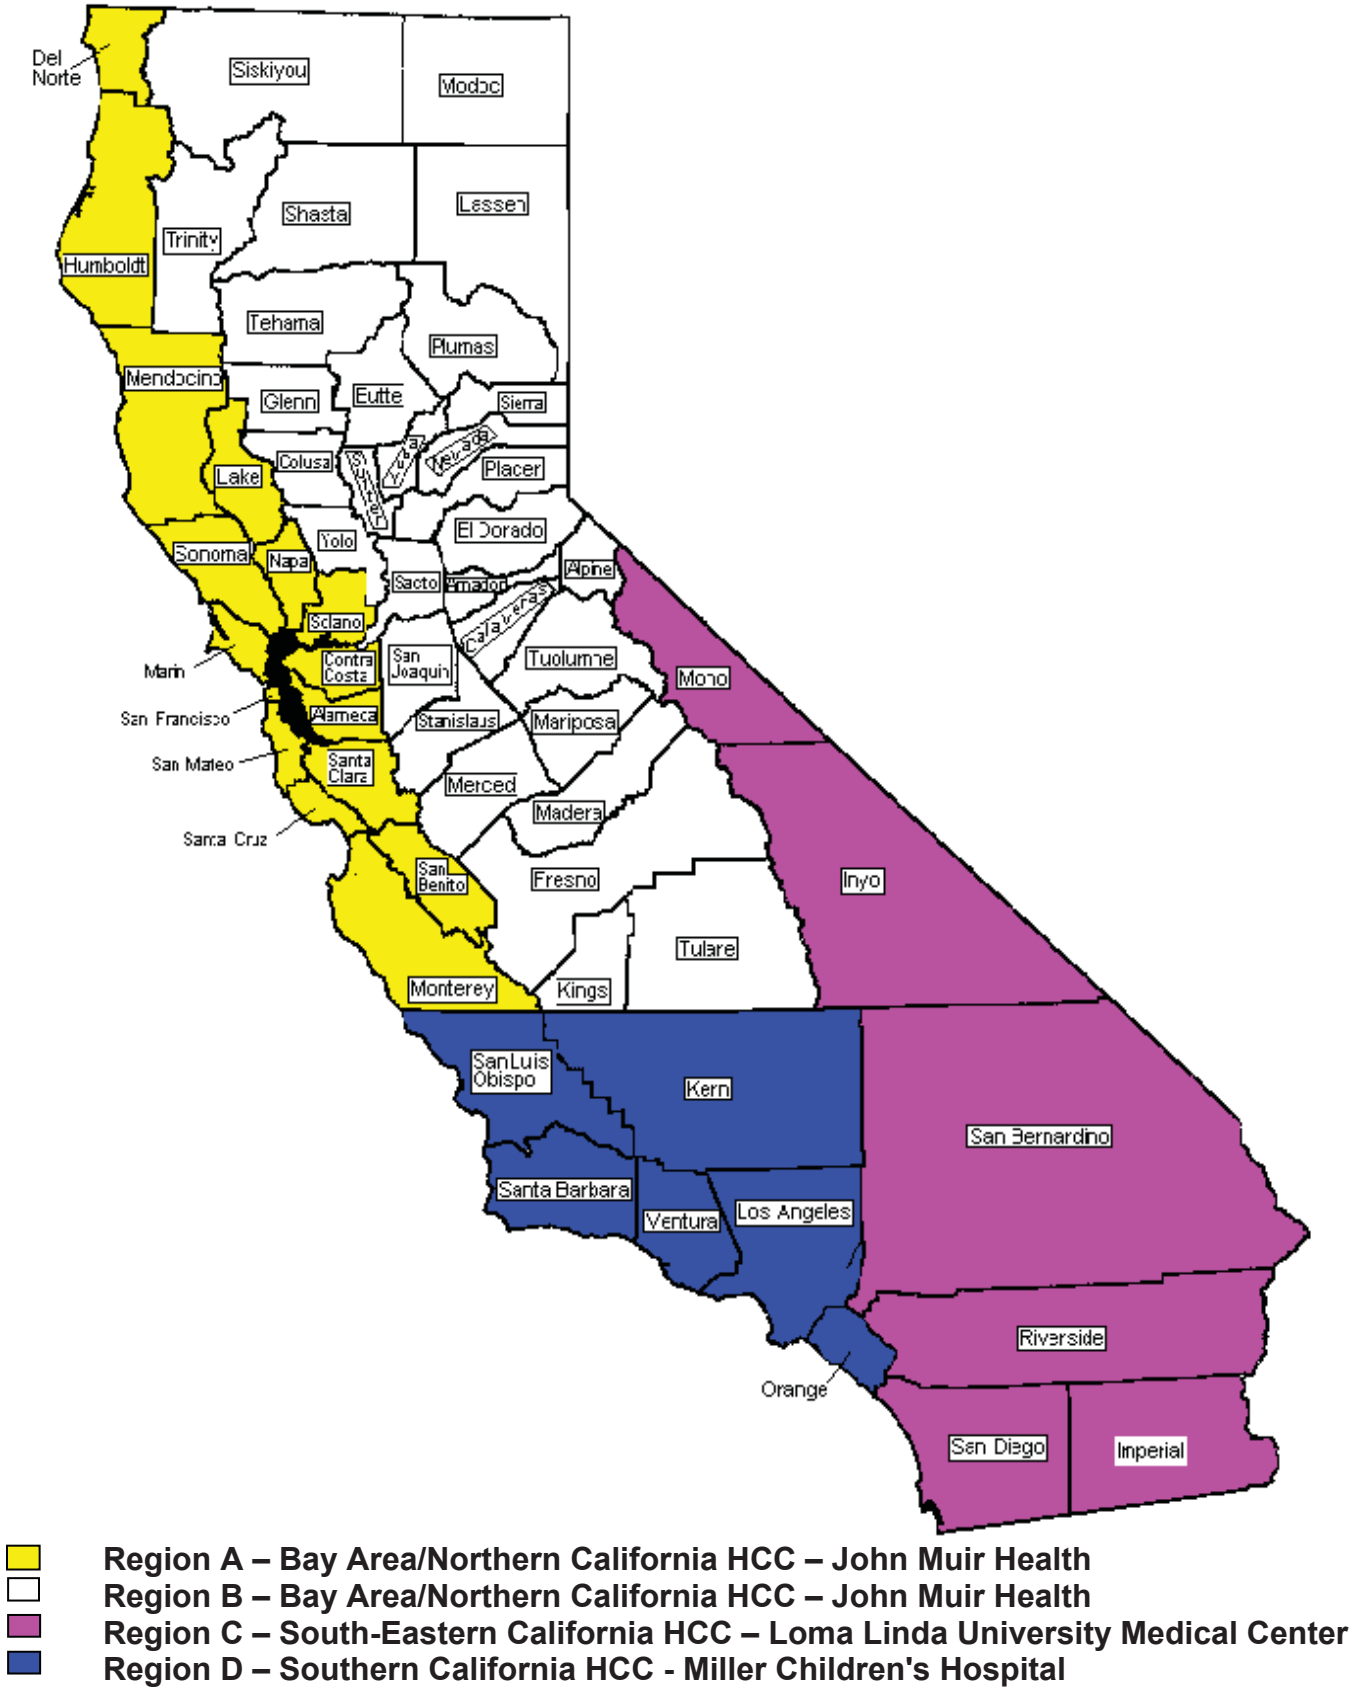 Del
Norte
Siskiyou
Modoc
Shasta
Lassen
Trinity
Humboldt
Tehama
Plumas
Mendocino
Glenn
Eutte
Sierra
Colusa
Sutter
Yuba
Nevada
Placer
Lake
El Dorado
Yolo
Sonoma
Napa
Sacto
Amador
Alpine
Calaveras
Solano
Marin
Contra
Costa
San
Joaquin
Tuolumne
Mono
San Francisco
Alameda
Stanislaus
Mariposa
San Mateo
Santa
Clara
Merced
Madera
Santa Cruz
San
Benito
Fresno
Inyo
Tulare
Monterey
Kings
San Luis
Obispo
Kern
San Bernardino
Santa Barbara
Ventura
Los Angeles
Riverside
Orange
San Diego
Imperial
Region A – Bay Area/Northern California HCC – John Muir Health
Region B – Bay Area/Northern California HCC – John Muir Health
Region C – South-Eastern California HCC – Loma Linda University Medical Center
Region D – Southern California HCC - Miller Children's Hospital